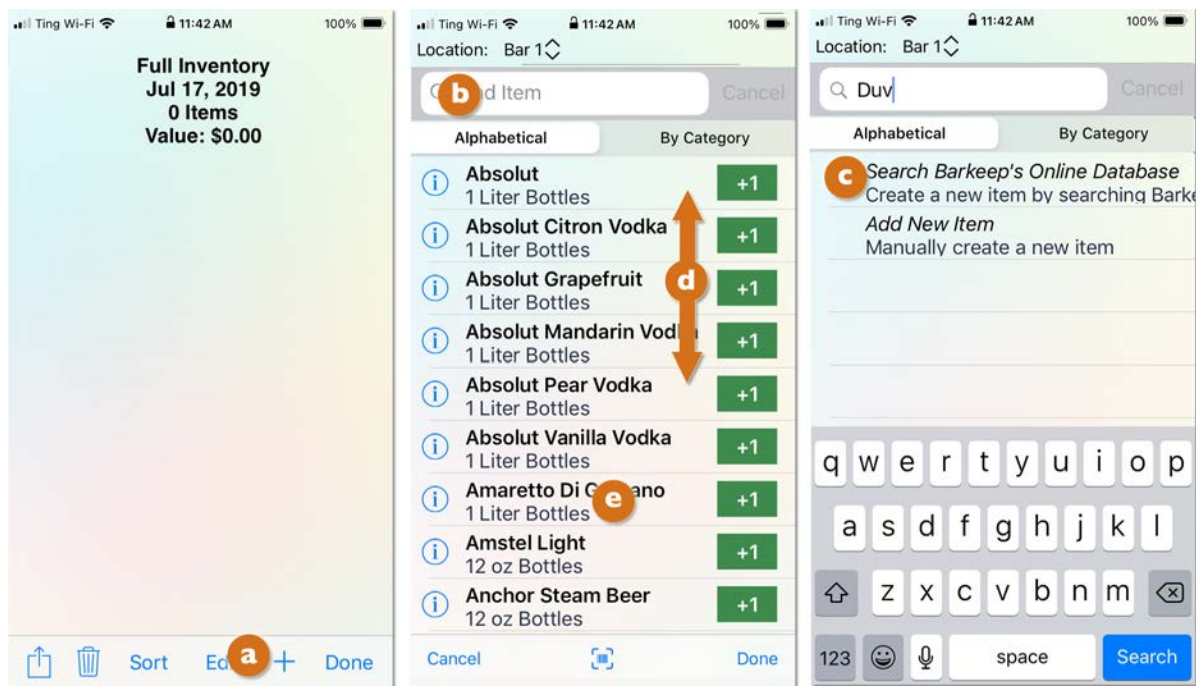 Ting Wi-Fi 11:42 AM 100%
Full Inventory
Jul 17, 2019
0 Items
Value: $0.00
Sort a + Done
Ting Wi-Fi 11:42 AM 100%
Location: Bar 1
b Item Cancel
Alphabetical By Category
Absolut
1 Liter Bottles
+1
Absolut Citron Vodka
1 Liter Bottles
+1
Absolut Grapefruit
1 Liter Bottles
+1
d
Absolut Mandarin Vodka
1 Liter Bottles
+1
Absolut Pear Vodka
1 Liter Bottles
+1
Absolut Vanilla Vodka
1 Liter Bottles
+1
Amaretto Di
1 Liter Bottles
e
+1
Amstel Light
12 oz Bottles
+1
Anchor Steam Beer
12 oz Bottles
+1
Cancel Done
Ting Wi-Fi 11:42 AM 100%
Location: Bar 1
Duv Cancel
Alphabetical By Category
c Search Barkeep's Online Database
Create a new item by searching Barke
Add New Item
Manually create a new item
q w e r t y u i o p
a s d f g h j k l
z x c v b n m
123 space Search